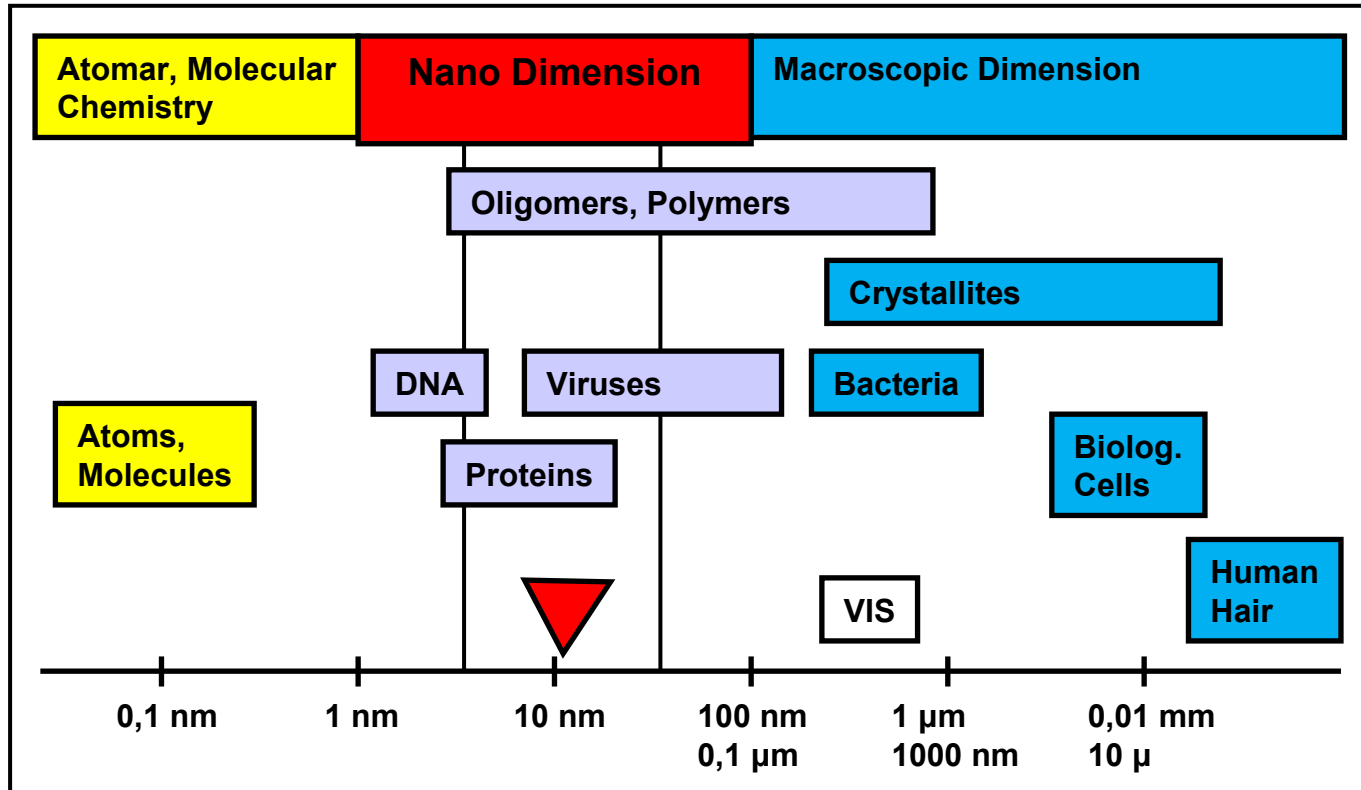 Atomar, Molecular
Chemistry
Nano Dimension
Macroscopic Dimension
Oligomers, Polymers
Crystallites
DNA
Viruses
Bacteria
Atoms,
Molecules
Proteins
Biolog.
Cells
VIS
Human
Hair
0,1 nm
1 nm
10 nm
100 nm
0,1 µm
1 µm
1000 nm
0,01 mm
10 µ